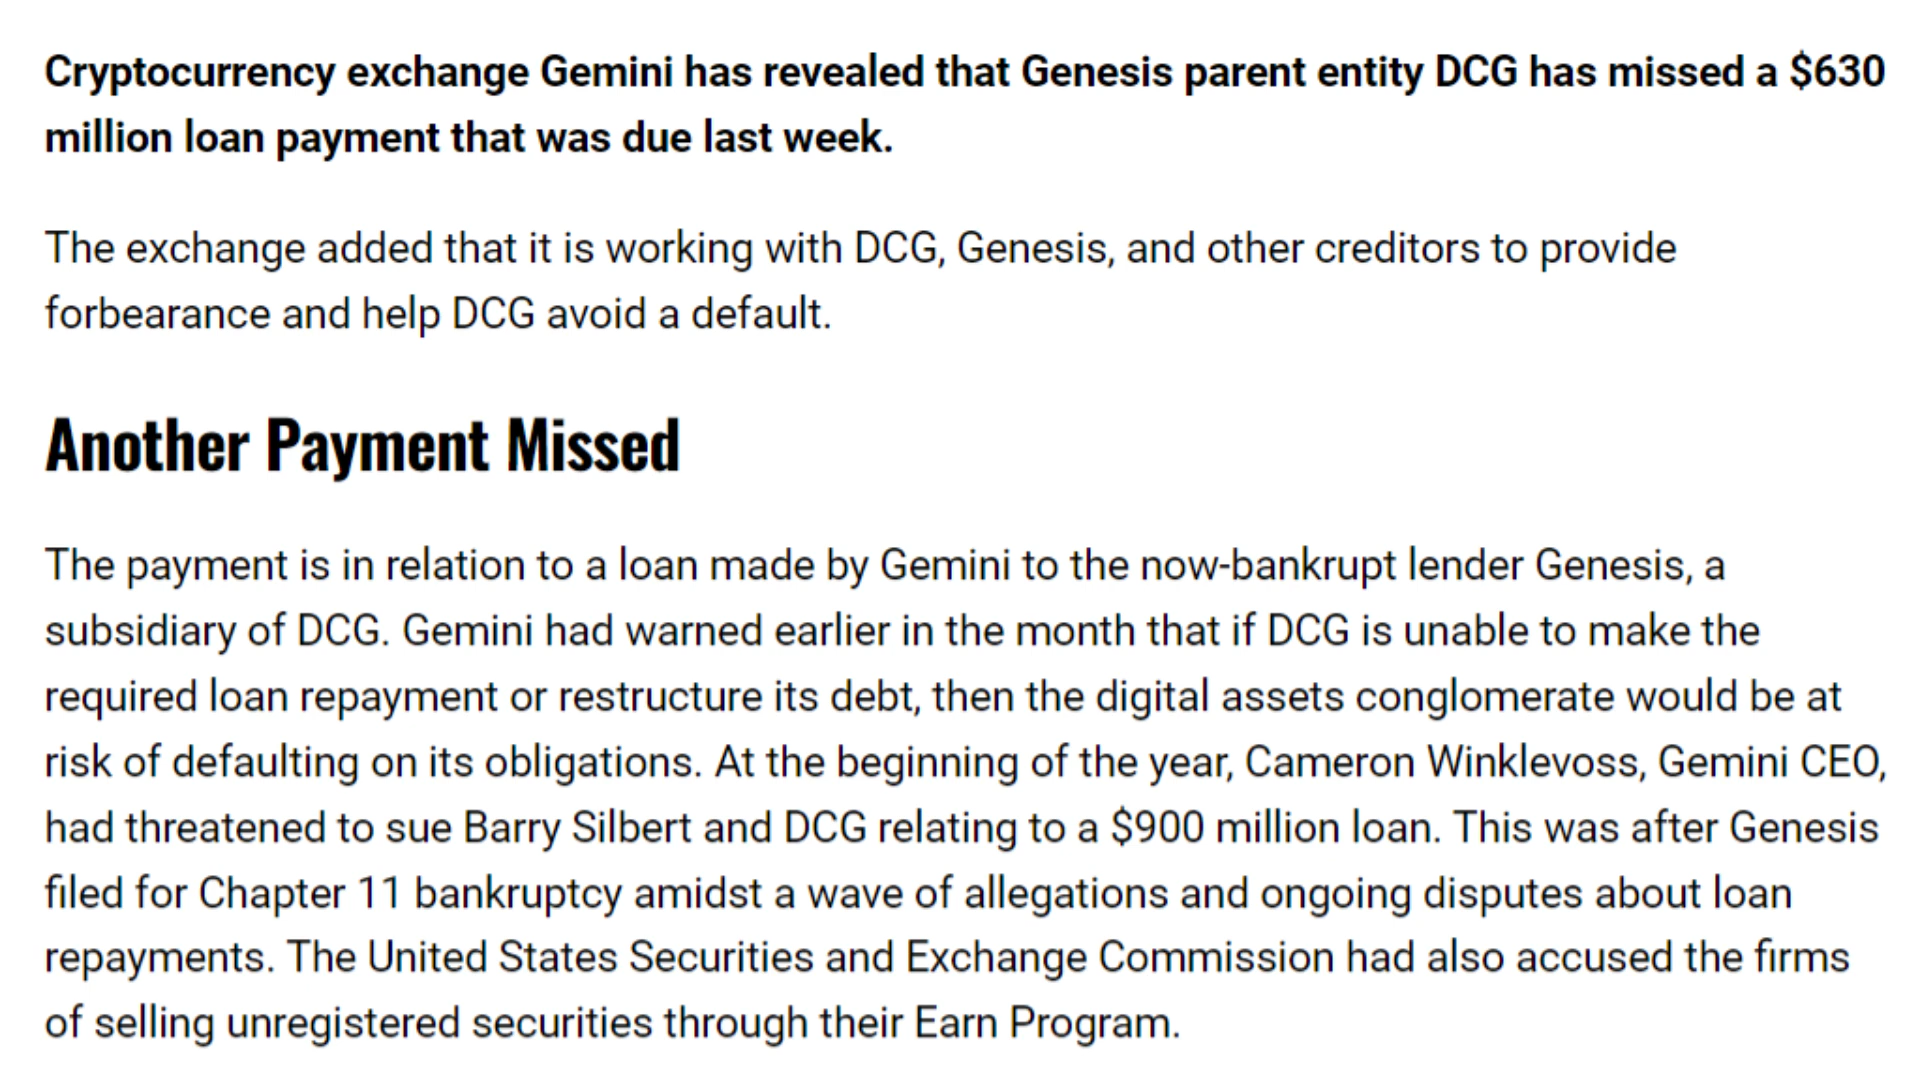 Cryptocurrency exchange Gemini has revealed that Genesis parent entity DCG has missed a $630
million loan payment that was due last week.
The exchange added that it is working with DCG, Genesis, and other creditors to provide
forbearance and help DCG avoid a default.
Another Payment Missed
The payment is in relation to a loan made by Gemini to the now-bankrupt lender Genesis, a
subsidiary of DCG. Gemini had warned earlier in the month that if DCG is unable to make the
required loan repayment or restructure its debt, then the digital assets conglomerate would be at
risk of defaulting on its obligations. At the beginning of the year, Cameron Winklevoss, Gemini CEO,
had threatened to sue Barry Silbert and DCG relating to a $900 million loan. This was after Genesis
filed for Chapter 11 bankruptcy amidst a wave of allegations and ongoing disputes about loan
repayments. The United States Securities and Exchange Commission had also accused the firms
of selling unregistered securities through their Earn Program.